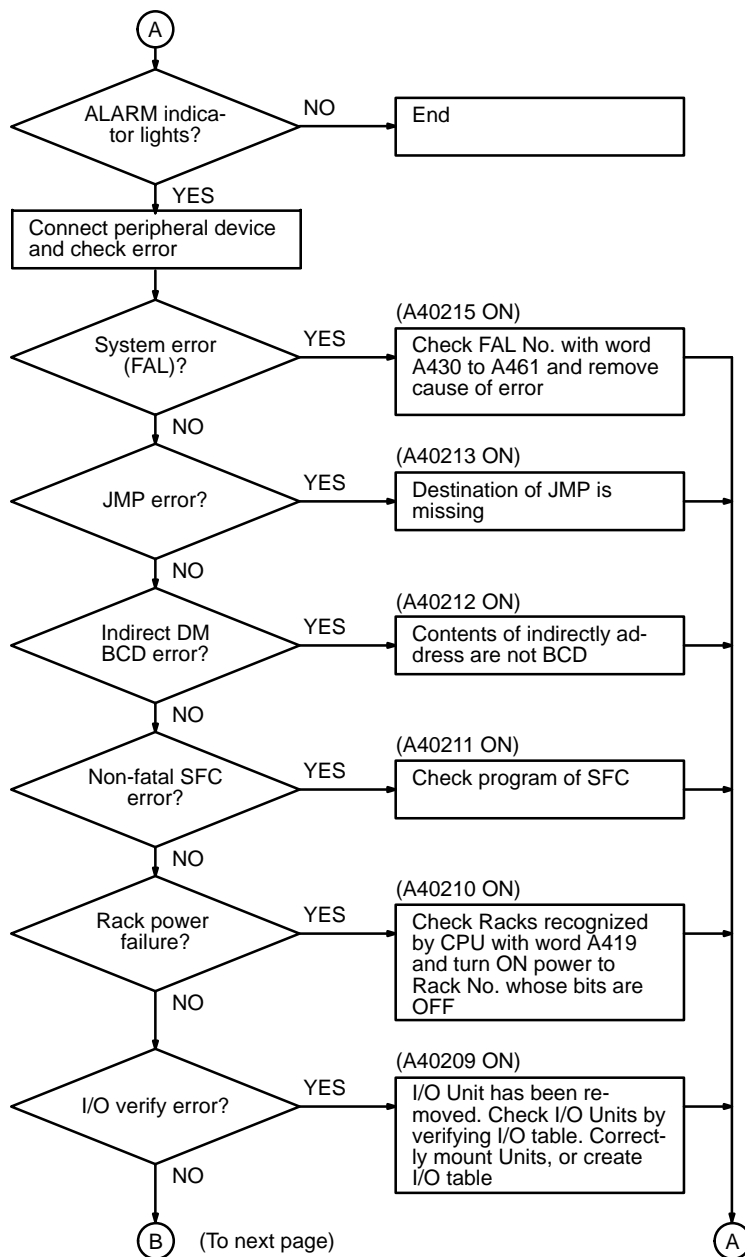 A
ALARM indica-
tor lights?
NO
End
YES
Connect peripheral device
and check error
System error
(FAL)?
YES
(A40215 ON)
Check FAL No. with word
A430 to A461 and remove
cause of error
NO
JMP error?
YES
(A40213 ON)
Destination of JMP is
missing
NO
Indirect DM
BCD error?
YES
(A40212 ON)
Contents of indirectly ad-
dress are not BCD
NO
Non-fatal SFC
error?
YES
(A40211 ON)
Check program of SFC
NO
Rack power
failure?
YES
(A40210 ON)
Check Racks recognized
by CPU with word A419
and turn ON power to
Rack No. whose bits are
OFF
NO
I/O verify error?
YES
(A40209 ON)
I/O Unit has been re-
moved. Check I/O Units by
verifying I/O table. Correct-
ly mount Units, or create
I/O table
NO
B
(To next page)
A